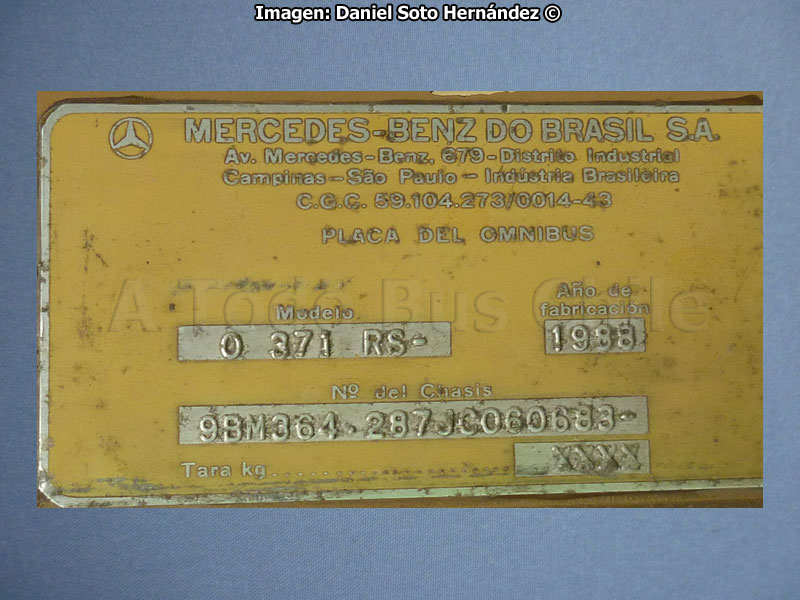 Imagen: Daniel Soto Hernández ©
MERCEDES-BENZ DO BRASIL S.A.
Av. Mercedes-Benz, 679-Distrito Industrial
Campinas-São Paulo-Indústria Brasileira
C.G.C. 59.104.273/0014-43
PLACA DEL OMNIBUS
A Todo Bus Chile
Modelo
Año de
fabricación
O 371 RS-
1988
Nº del Chasis
9BM364.287JC060683-
Tara kg.................... XXXX